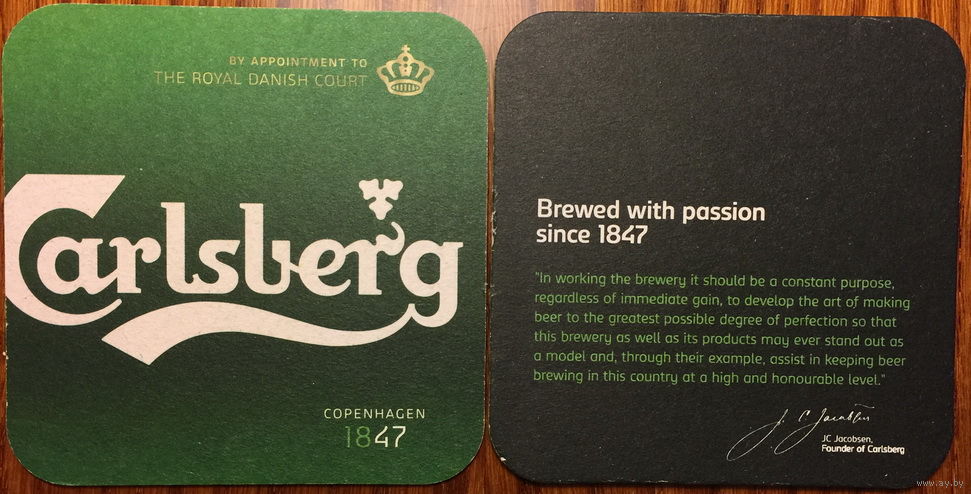 BY APPOINTMENT TO
THE ROYAL DANISH COURT
Carlsberg
COPENHAGEN
1847
Brewed with passion
since 1847
"In working the brewery it should be a constant purpose,
regardless of immediate gain, to develop the art of making
beer to the greatest possible degree of perfection so that
this brewery as well as its products may ever stand out as
a model and, through their example, assist in keeping beer
brewing in this country at a high and honourable level."
J. C. Jacobsen
JC Jacobsen,
Founder of Carlsberg
www.ay.by